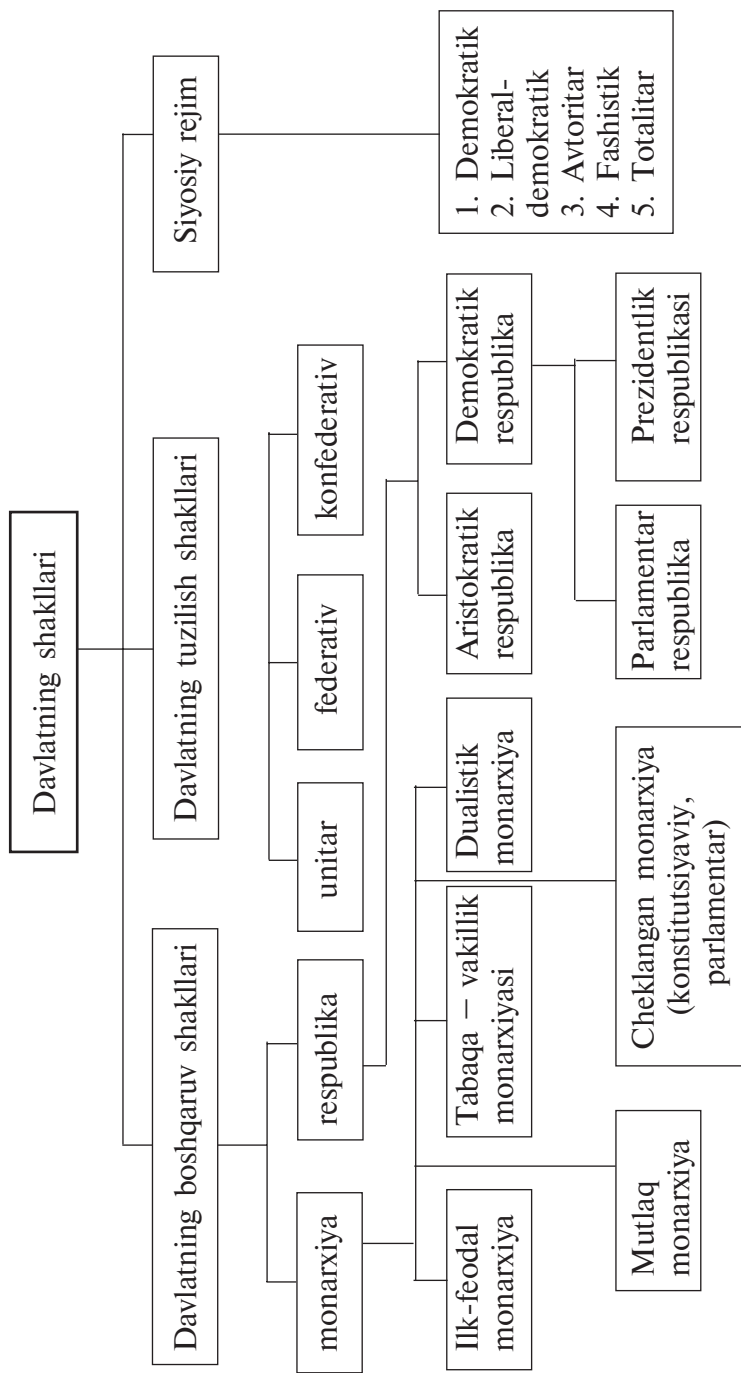 Davlatning shakllari
Davlatning boshqaruv shakllari
Davlatning tuzilish shakllari
Siyosiy rejim
monarxiya
respublika
unitar
federativ
konfederativ
1. Demokratik
2. Liberal-
demokratik
3. Avtoritar
4. Fashistik
5. Totalitar
Ilk-feodal
monarxiya
Tabaqa – vakillik
monarxiyasi
Dualistik
monarxiya
Aristokratik
respublika
Demokratik
respublika
Mutlaq
monarxiya
Cheklangan monarxiya
(konstitutsiyaviy,
parlamentar)
Parlamentar
respublika
Prezidentlik
respublikasi